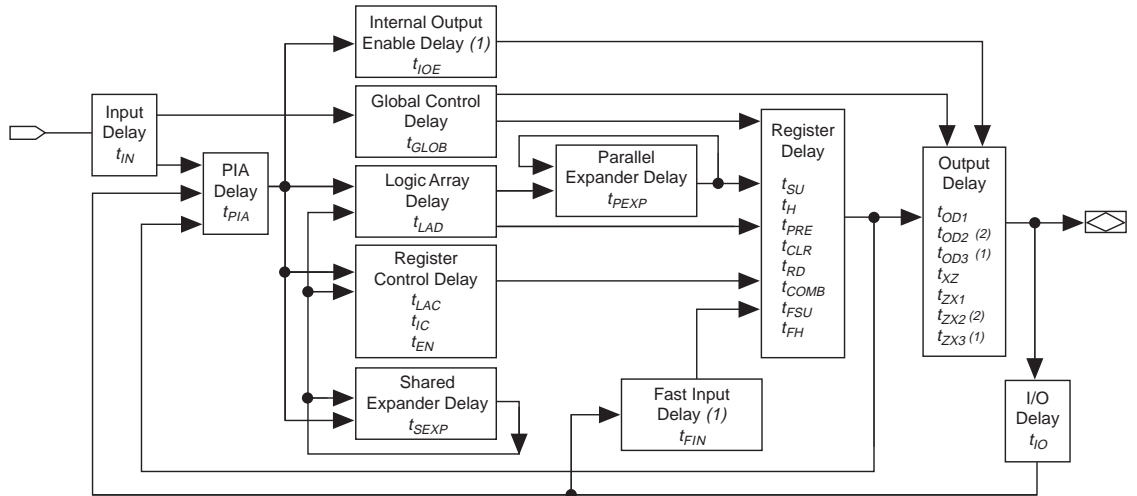 Internal Output
Enable Delay (1)
tIOE
Input
Delay
tIN
Global Control
Delay
tGLOB
PIA
Delay
tPIA
Logic Array
Delay
tLAD
Parallel
Expander Delay
tPEXP
Register
Delay
tSU
tH
tPRE
tCLR
tRD
tCOMB
tFSU
tFH
Output
Delay
tOD1
tOD2 (2)
tOD3 (1)
tXZ
tZX1
tZX2 (2)
tZX3 (1)
Register
Control Delay
tLAC
tIC
tEN
Shared
Expander Delay
tSEXP
Fast Input
Delay (1)
tFIN
I/O
Delay
tIO